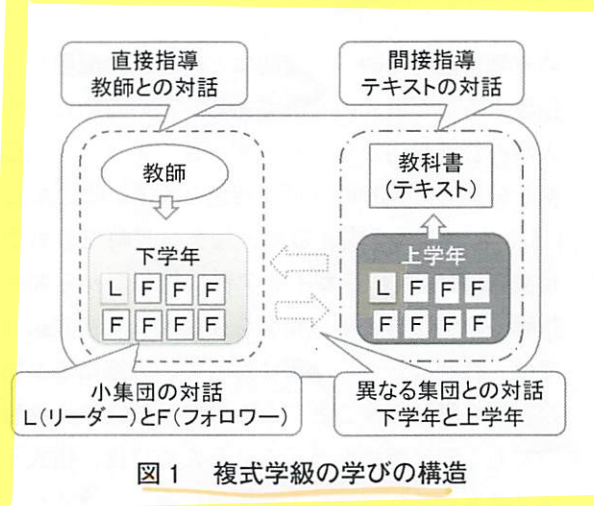 直接指導
教師との対話
間接指導
テキストの対話
教師
教科書
(テキスト)
下学年
L F F F
F F F F
上学年
L F F F
F F F F
小集団の対話
L(リーダー)とF(フォロワー)
異なる集団との対話
下学年と上学年
図1 複式学級の学びの構造